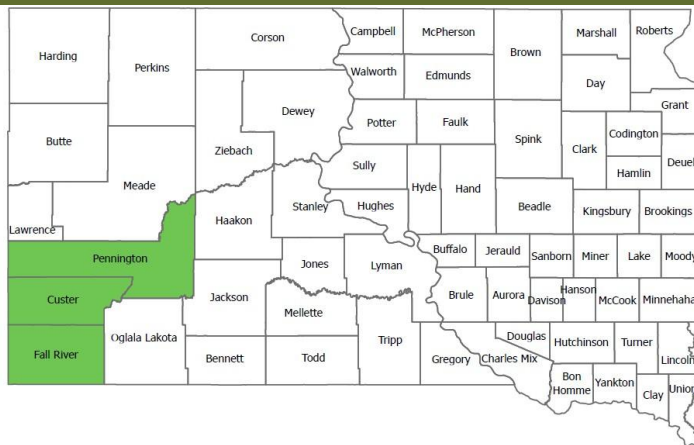 Harding
Perkins
Corson
Campbell
McPherson
Brown
Marshall
Roberts
Walworth
Edmunds
Day
Dewey
Grant
Butte
Ziebach
Potter
Faulk
Spink
Clark
Codington
Hamlin
Deuel
Meade
Sully
Hyde
Hand
Lawrence
Haakon
Stanley
Hughes
Beadle
Kingsbury
Brookings
Pennington
Jones
Lyman
Buffalo
Jerauld
Sanborn
Miner
Lake
Moody
Custer
Jackson
Mellette
Brule
Aurora
Davison
Hanson
McCook
Minnehaha
Fall River
Oglala Lakota
Bennett
Todd
Tripp
Gregory
Charles Mix
Douglas
Hutchinson
Turner
Lincoln
Bon
Homme
Yankton
Clay
Union